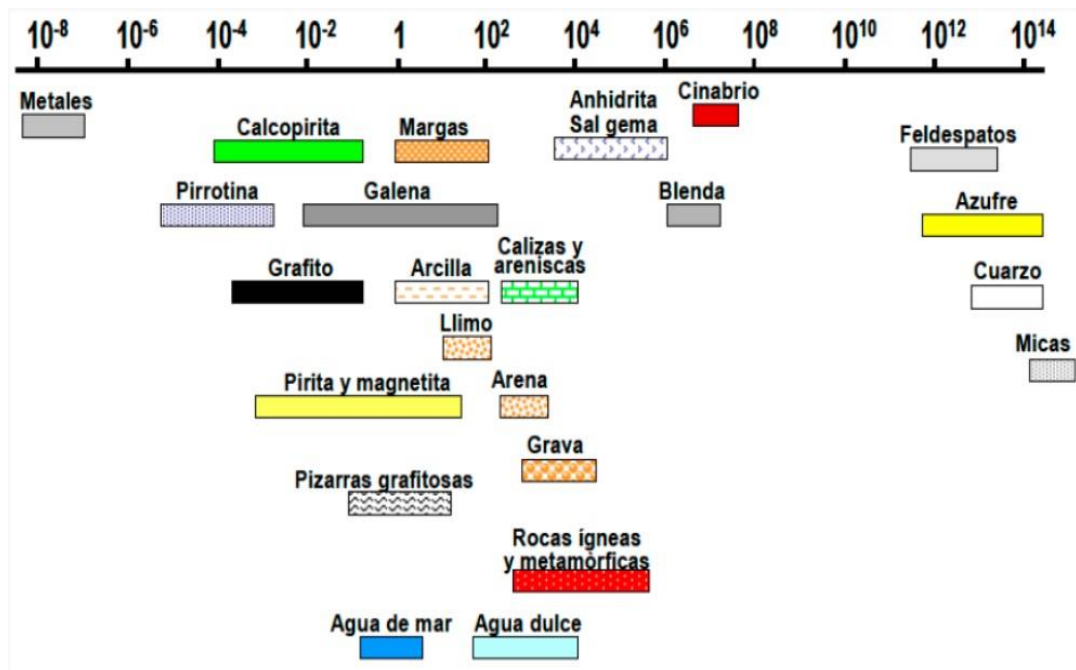 10⁻⁸ 10⁻⁶ 10⁻⁴ 10⁻² 1 10² 10⁴ 10⁶ 10⁸ 10¹⁰ 10¹² 10¹⁴
Metales
Calcopirita
Margas
Anhidrita
Sal gema
Cinabrio
Feldespatos
Pirrotina
Galena
Blenda
Azufre
Grafito
Arcilla
Calizas y
areniscas
Cuarzo
Llimo
Micas
Pirita y magnetita
Arena
Grava
Pizarras grafitosas
Rocas ígneas
y metamòrficas
Agua de mar
Agua dulce